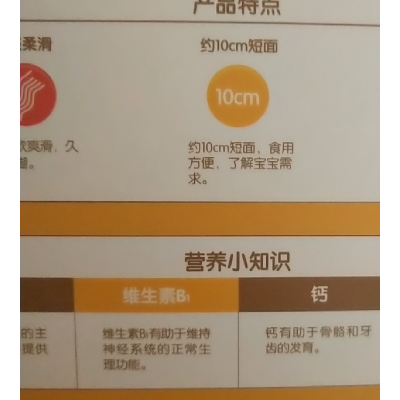 产品特点
柔滑
约10cm短面
10cm
爽滑、久
约10cm短面、食用
方便、了解宝宝需
求。
营养小知识
维生素B₁
钙
的主
提供
维生素B₁有助于维持
神经系统的正常生
理功能。
钙有助于骨骼和牙
齿的发育。